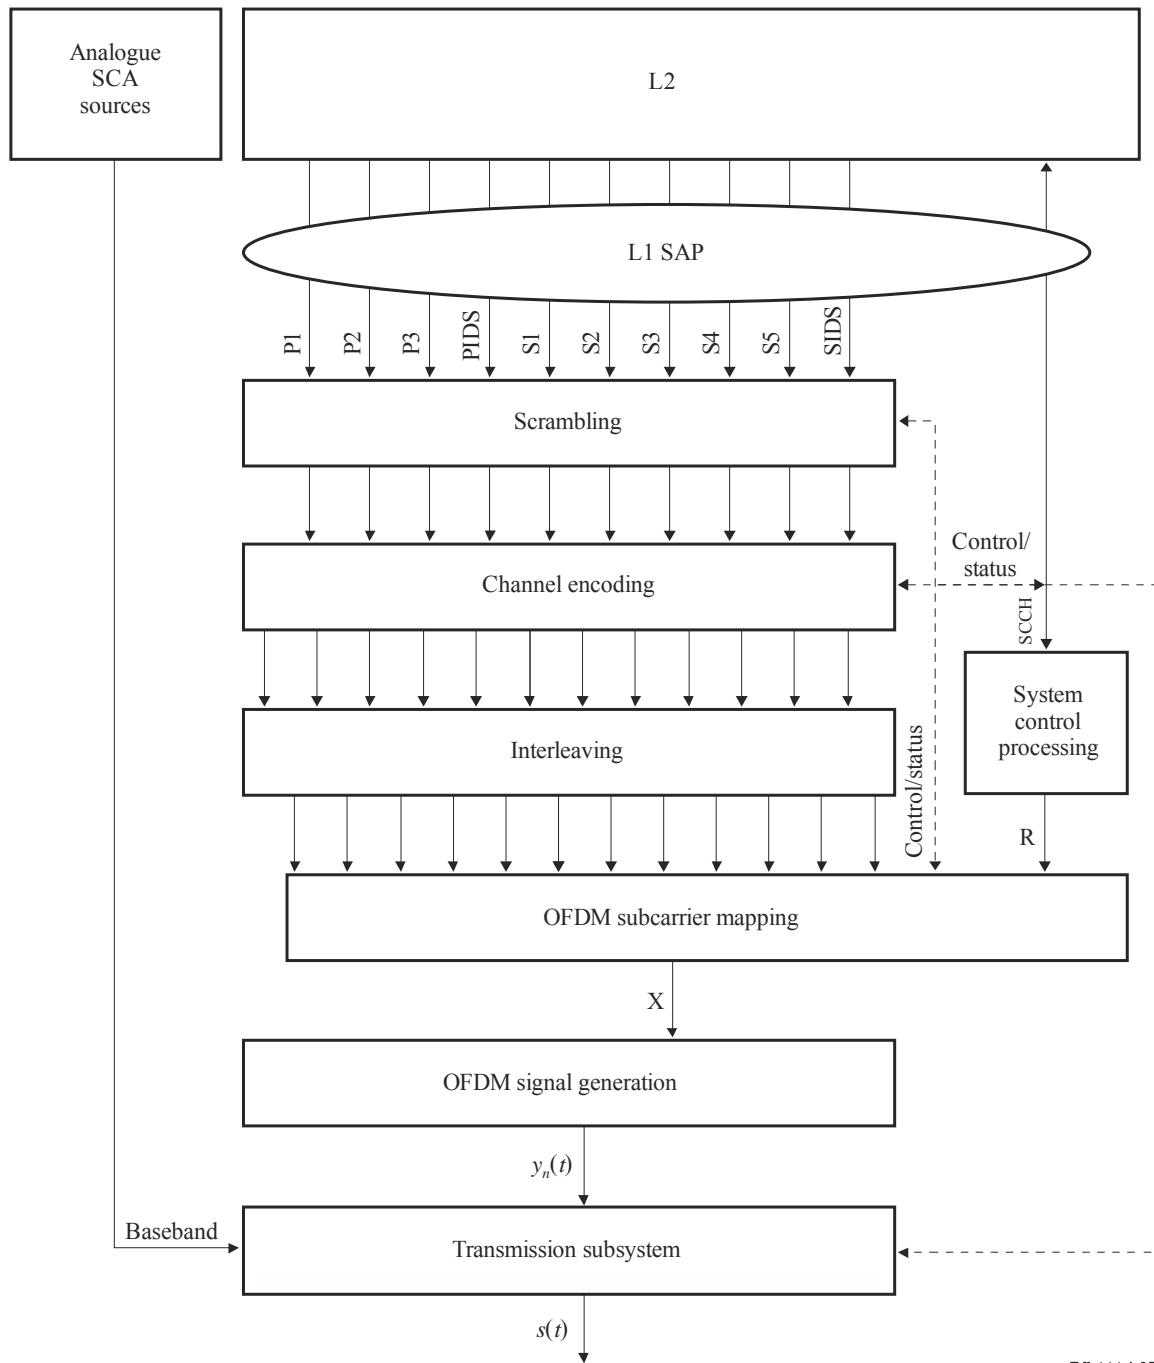 Analogue
SCA
sources
L2
L1 SAP
P1
P2
P3
PIDS
S1
S2
S3
S4
S5
SIDS
Scrambling
Control/
status
Channel encoding
SCCH
System
control
processing
Interleaving
Control/status
R
OFDM subcarrier mapping
X
OFDM signal generation
yn(t)
Baseband
Transmission subsystem
s(t)